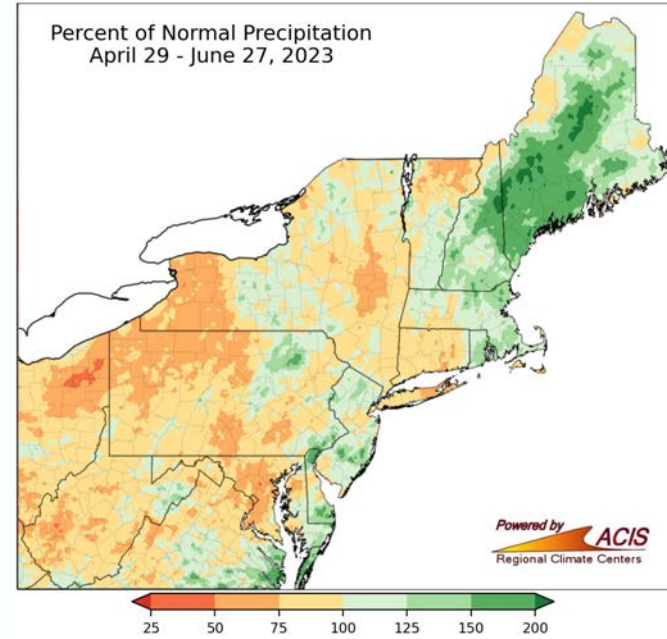 Percent of Normal Precipitation
April 29 - June 27, 2023
Powered by
ACIS
Regional Climate Centers
25 50 75 100 125 150 200